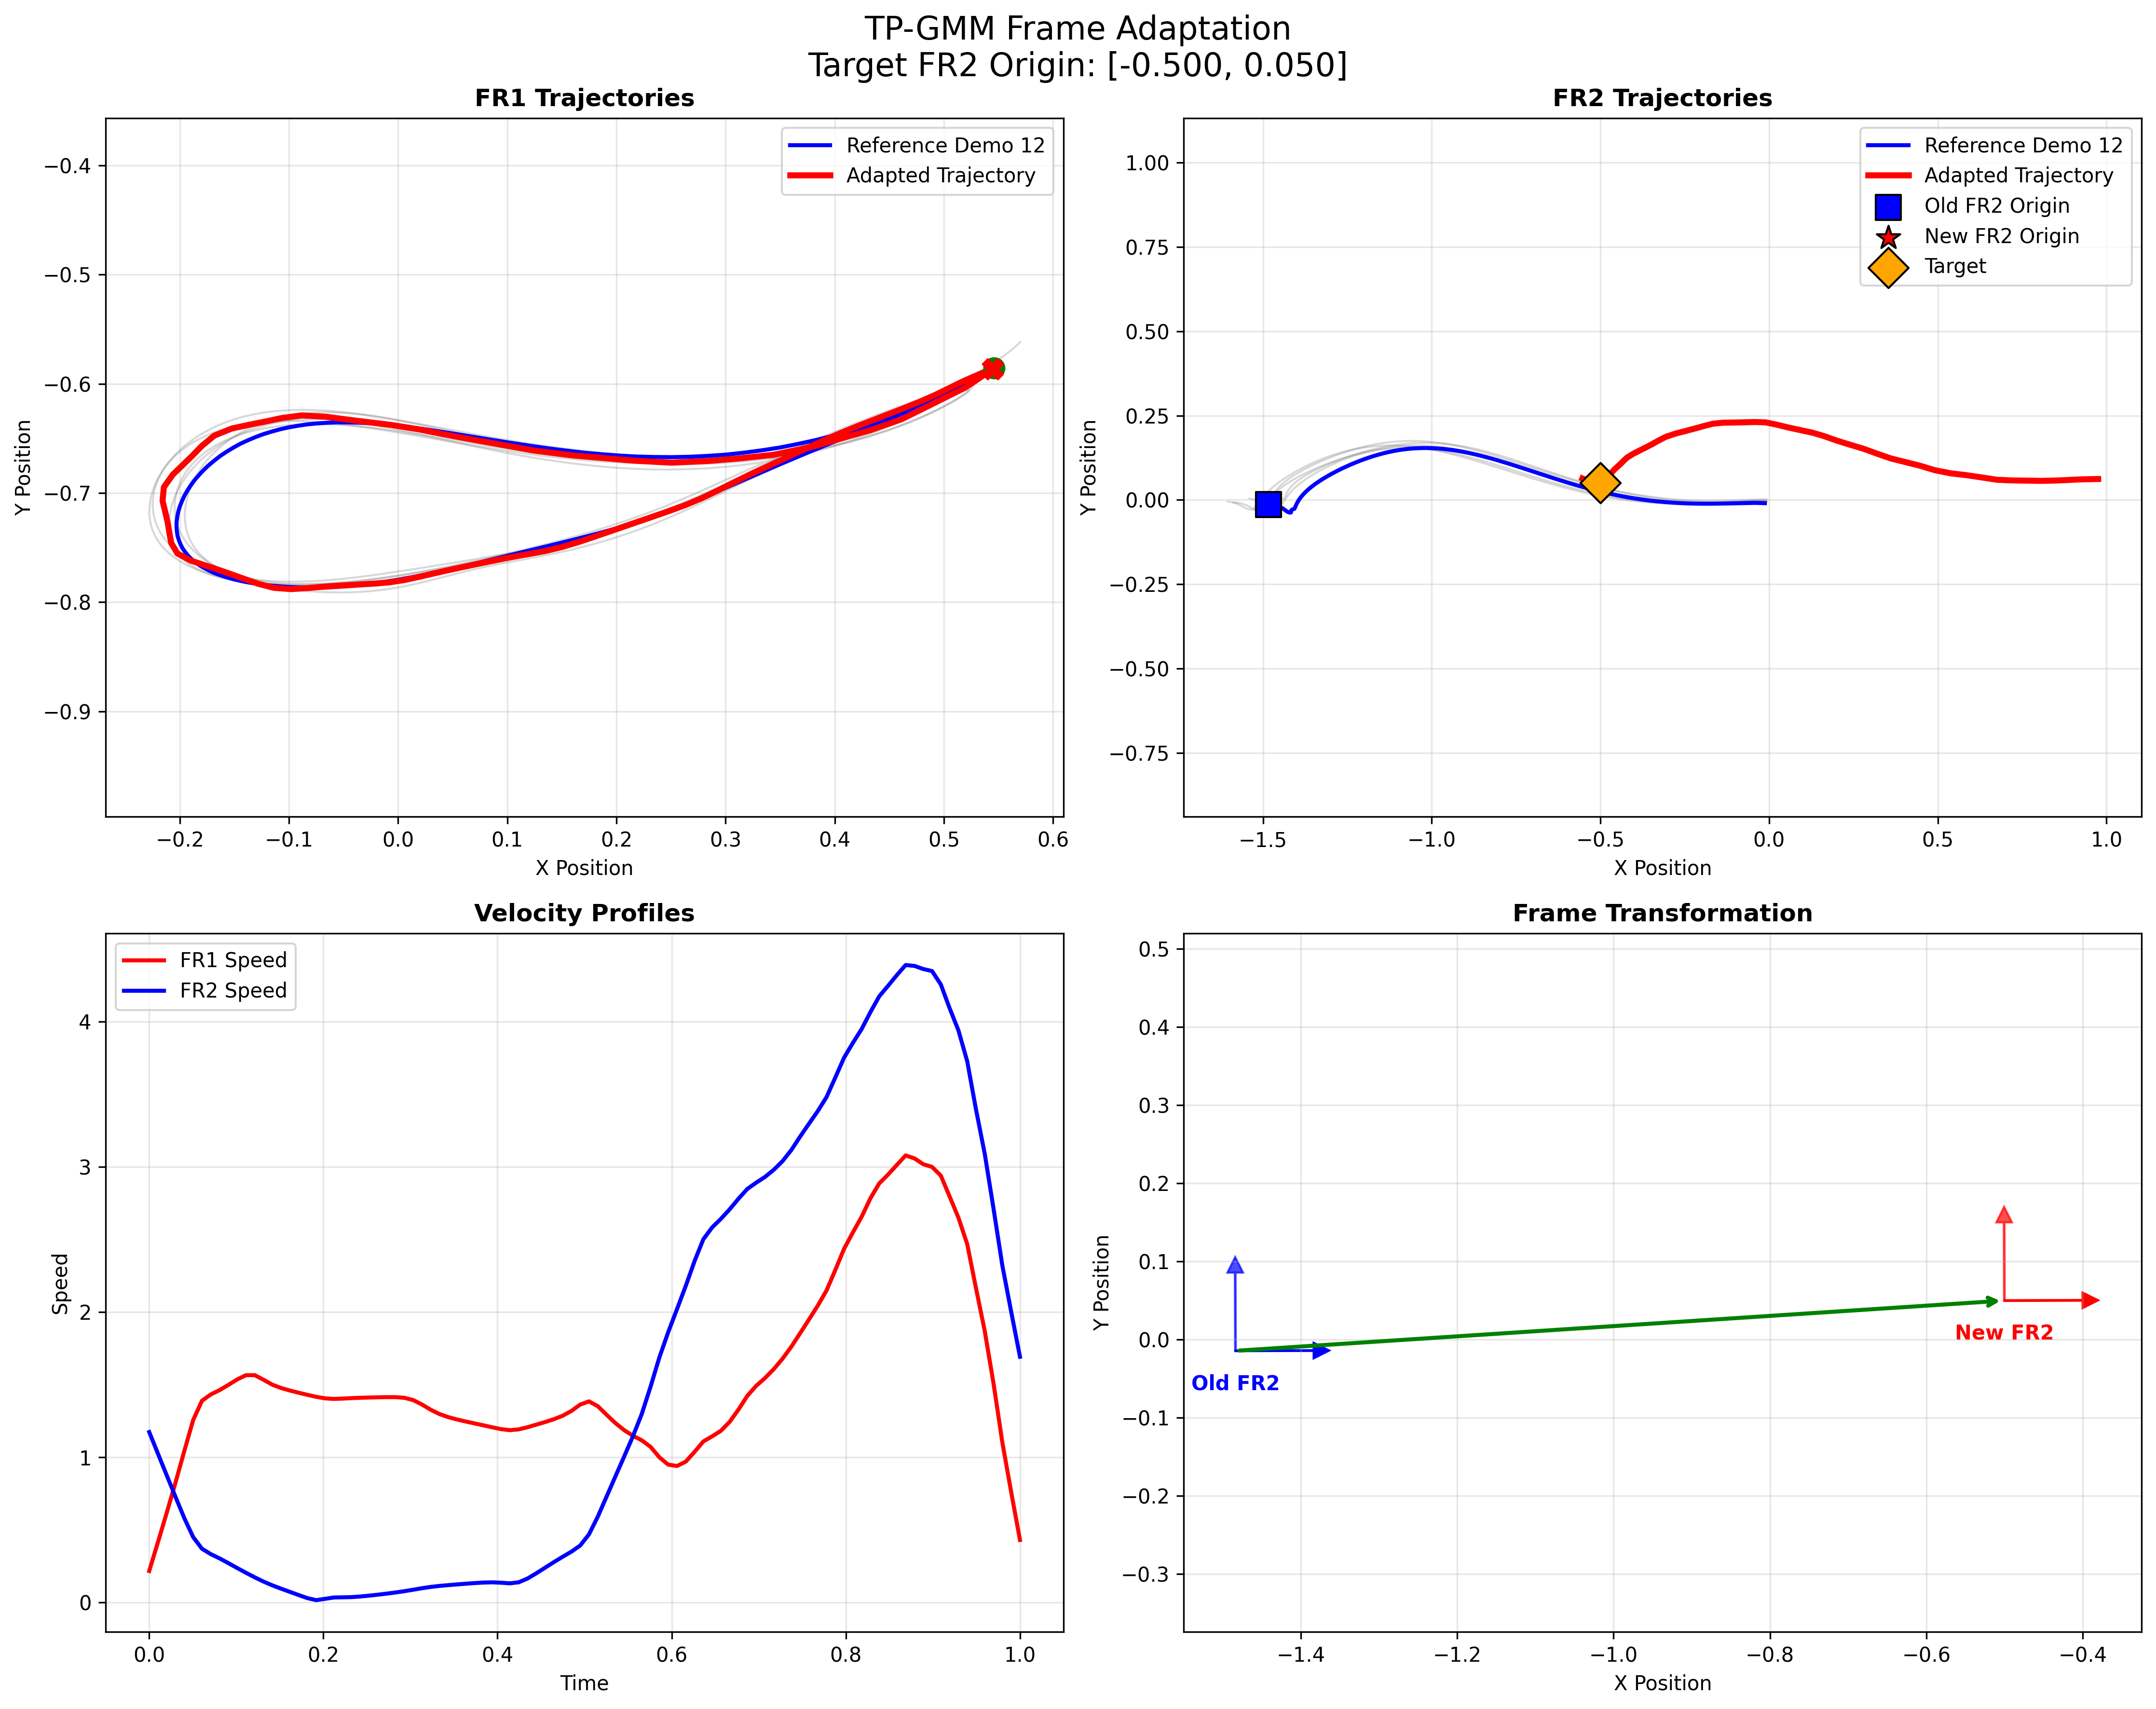 TP-GMM Frame Adaptation
Target FR2 Origin: [-0.500, 0.050]
FR1 Trajectories
Reference Demo 12
Adapted Trajectory
−0.4
−0.5
−0.6
−0.7
−0.8
−0.9
Y Position
−0.2
−0.1
0.0
0.1
0.2
0.3
0.4
0.5
0.6
X Position
FR2 Trajectories
Reference Demo 12
Adapted Trajectory
Old FR2 Origin
New FR2 Origin
Target
1.00
0.75
0.50
0.25
0.00
−0.25
−0.50
−0.75
Y Position
−1.5
−1.0
−0.5
0.0
0.5
1.0
X Position
Velocity Profiles
FR1 Speed
FR2 Speed
4
3
2
1
0
Speed
0.0
0.2
0.4
0.6
0.8
1.0
Time
Frame Transformation
0.5
0.4
0.3
0.2
0.1
0.0
−0.1
−0.2
−0.3
Y Position
Old FR2
New FR2
−1.4
−1.2
−1.0
−0.8
−0.6
−0.4
X Position